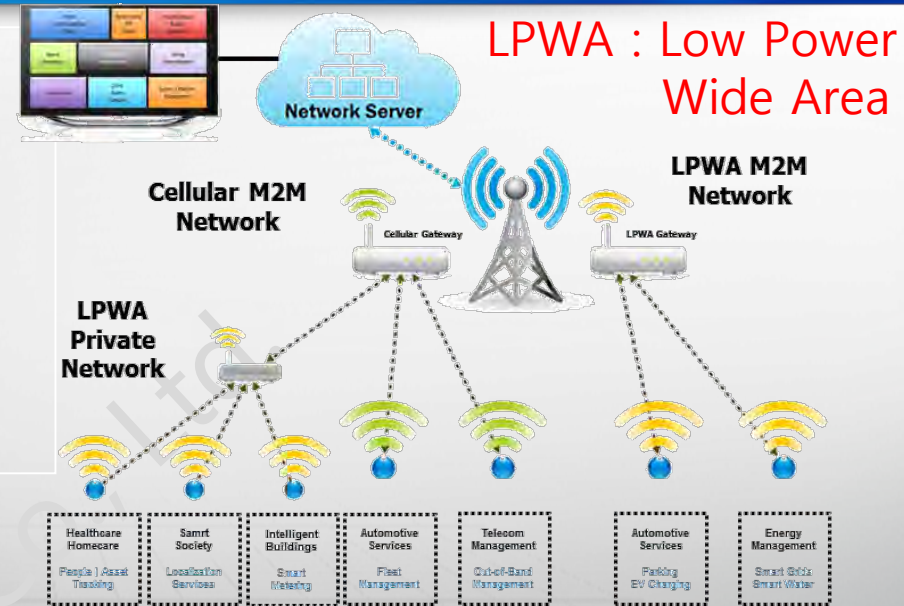 LPWA : Low Power
Wide Area
Network Server
LPWA M2M
Network
Cellular M2M
Network
Cellular Gateway
LPWA Gateway
LPWA
Private
Network
Ltd.
Healthcare
Homecare
People | Asset
Tracking
Samrt
Society
Localization
Services
Intelligent
Buildings
Smart
Metering
Automotive
Services
Fleet
Management
Telecom
Management
Out-of-Band
Management
Automotive
Services
Parking
EV Charging
Energy
Management
Smart Grids
Smart Water